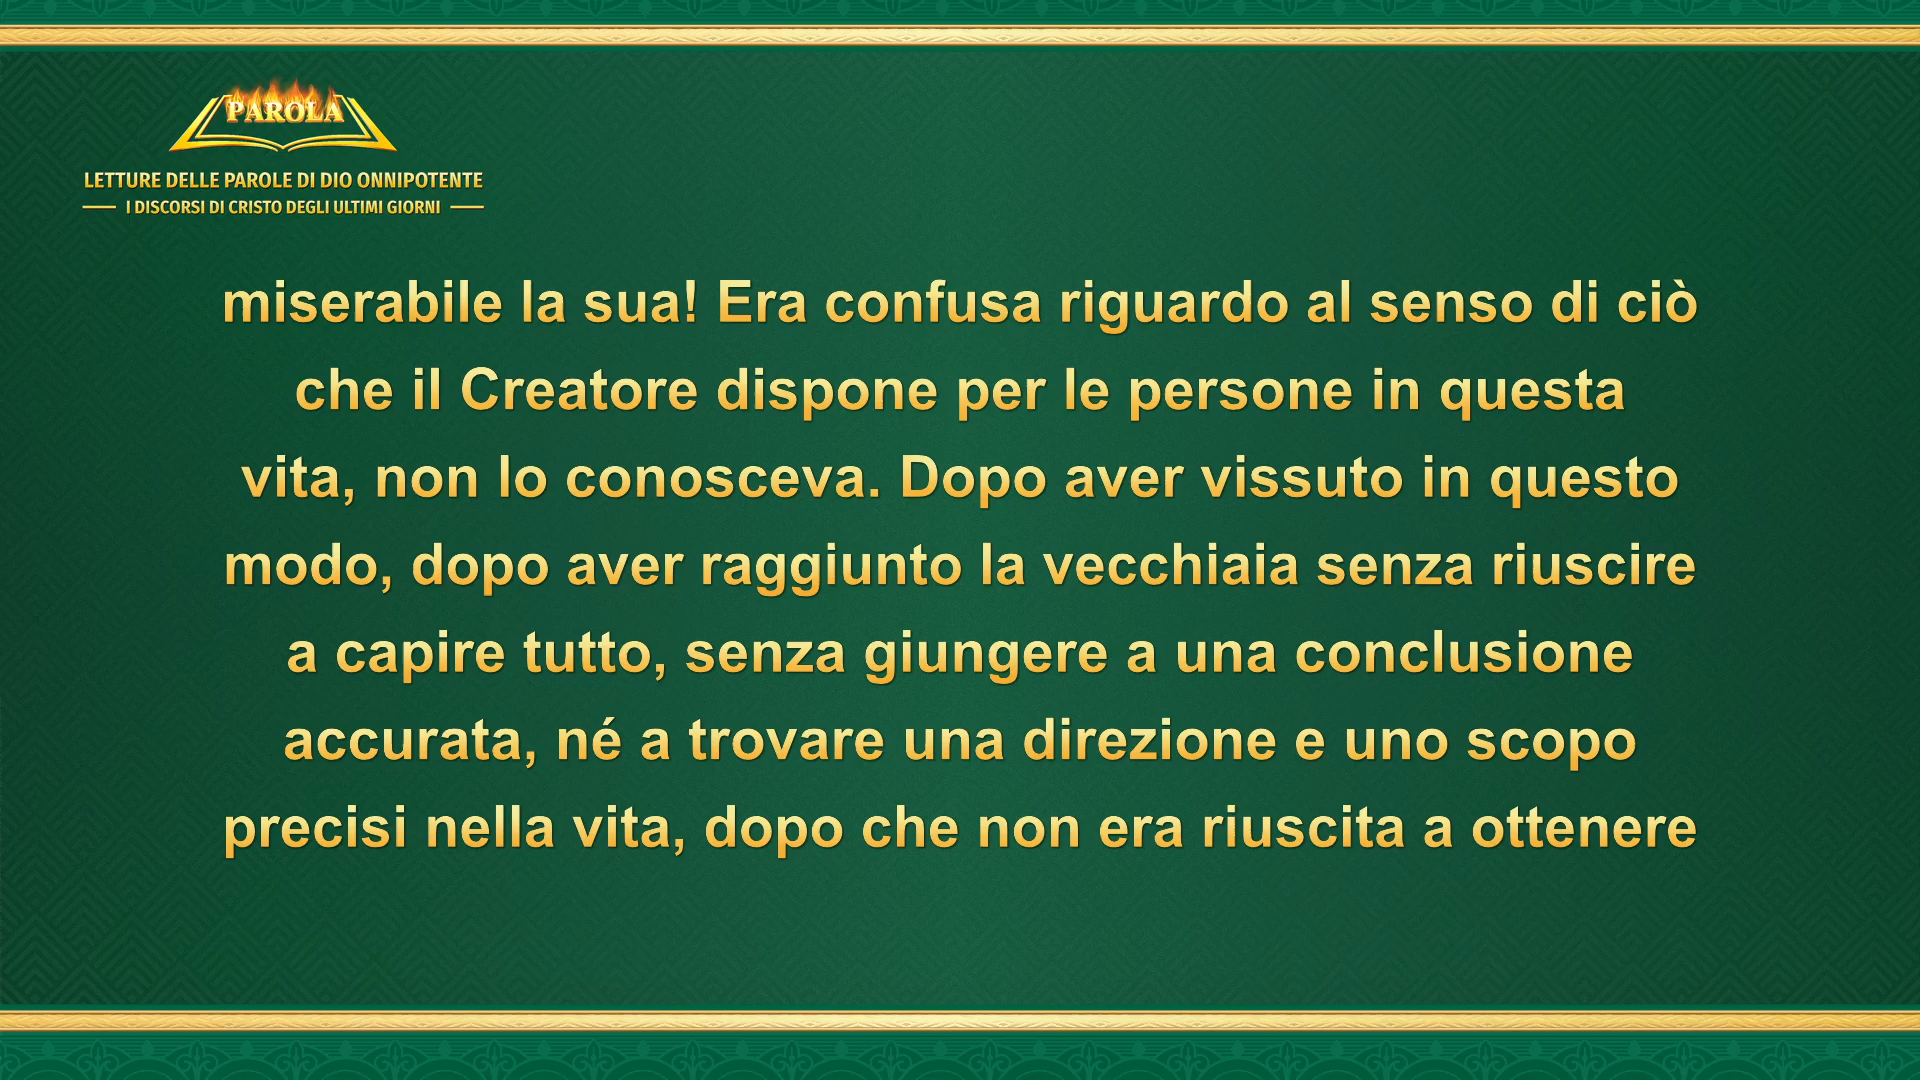 PAROLA
LETTURE DELLE PAROLE DI DIO ONNIPOTENTE
I DISCORSI DI CRISTO DEGLI ULTIMI GIORNI
miserabile la sua! Era confusa riguardo al senso di ciò
che il Creatore dispone per le persone in questa
vita, non lo conosceva. Dopo aver vissuto in questo
modo, dopo aver raggiunto la vecchiaia senza riuscire
a capire tutto, senza giungere a una conclusione
accurata, né a trovare una direzione e uno scopo
precisi nella vita, dopo che non era riuscita a ottenere